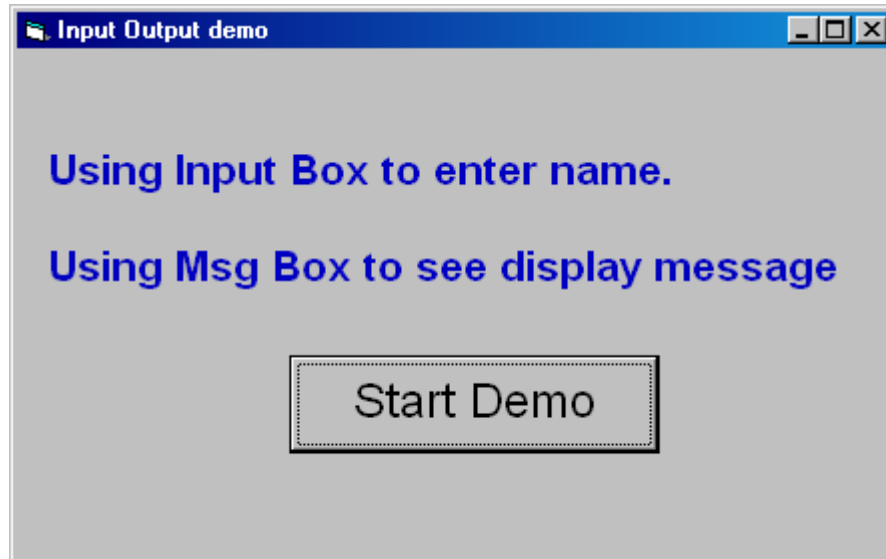 Input Output demo
Using Input Box to enter name.
Using Msg Box to see display message
Start Demo